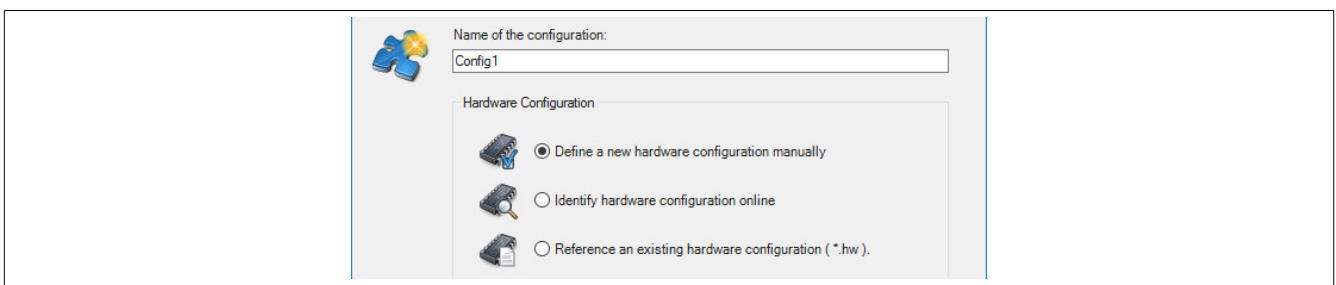 Name of the configuration:
Config1
Hardware Configuration
Define a new hardware configuration manually
Identify hardware configuration online
Reference an existing hardware configuration ( *.hw ).